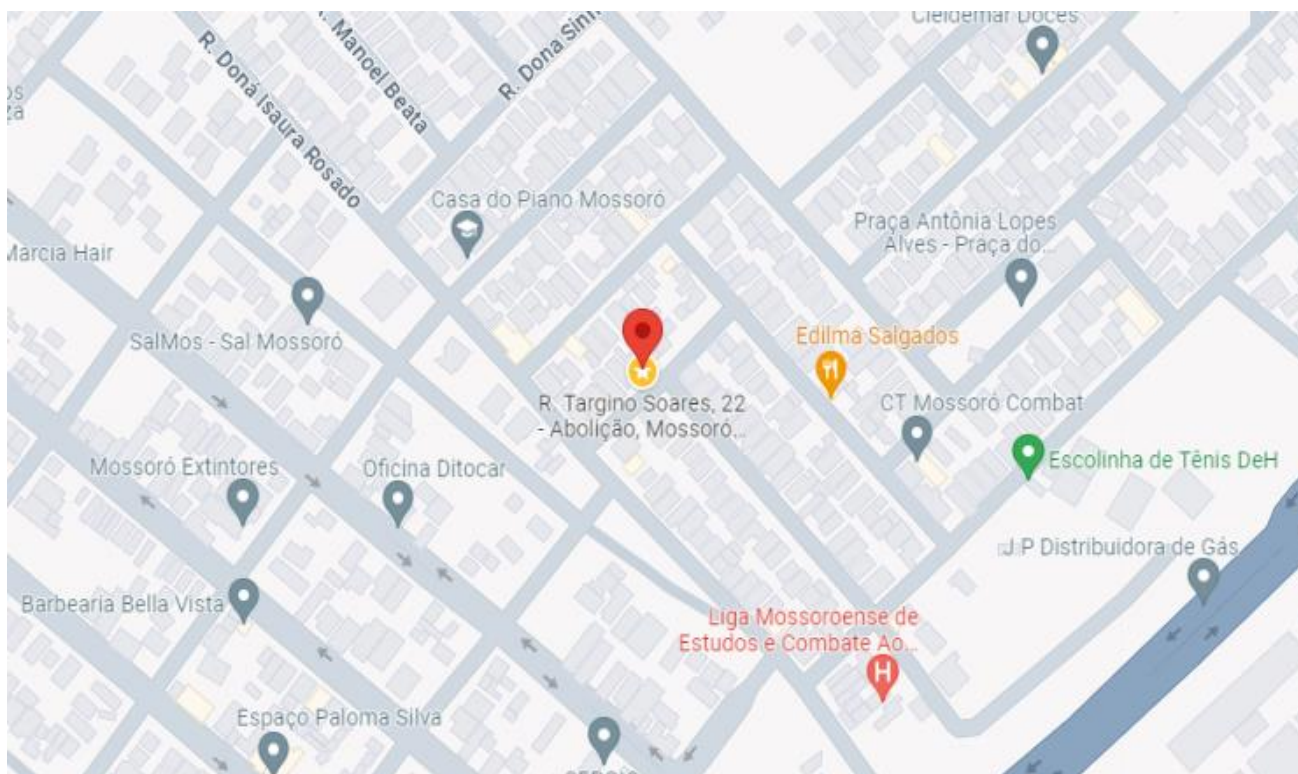 Cleidemar Doces
R. Manoel Beata
R. Dona Isaura Rosado
Casa do Piano Mossoró
Praça Antônia Lopes
Alves - Praça do...
Marcia Hair
SalMos - Sal Mossoró
Edilma Salgados
R. Targino Soares, 22
- Abolição, Mossoró...
CT Mossoró Combat
Mossoró Extintores
Oficina Ditocar
Escolinha de Tênis DeH
J P Distribuidora de Gás
Barbearia Bella Vista
Liga Mossoroense de
Estudos e Combate Ao...
H
Espaço Paloma Silva